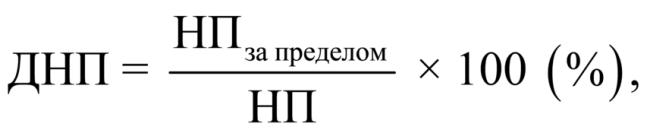 ДНП = НП за пределом / НП × 100 (%),